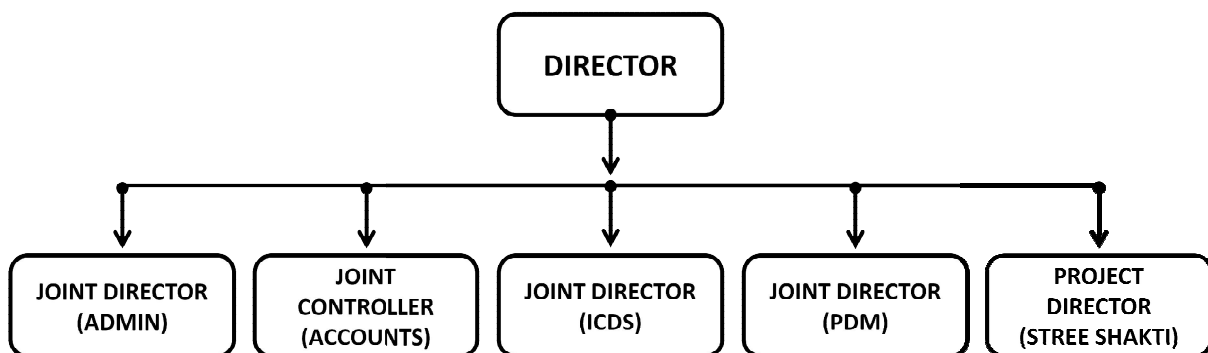 DIRECTOR
JOINT DIRECTOR
(ADMIN)
JOINT
CONTROLLER
(ACCOUNTS)
JOINT DIRECTOR
(ICDS)
JOINT DIRECTOR
(PDM)
PROJECT
DIRECTOR
(STREE SHAKTI)